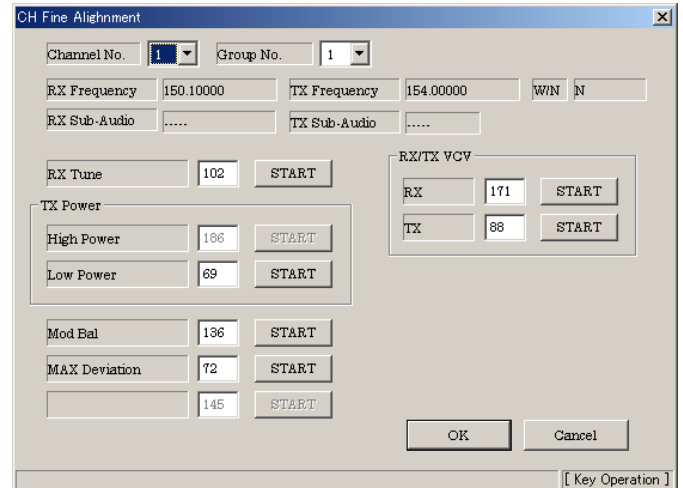 CH Fine Alighnment
Channel No. 1 Group No. 1
RX Frequency 150.10000 TX Frequency 154.00000 W/N N
RX Sub-Audio ..... TX Sub-Audio .....
RX/TX VCV
RX Tune 102 START
RX 171 START
TX Power
TX 88 START
High Power 186 START
Low Power 69 START
Mod Bal 136 START
MAX Deviation 72 START
145 START
OK Cancel
[ Key Operation ]